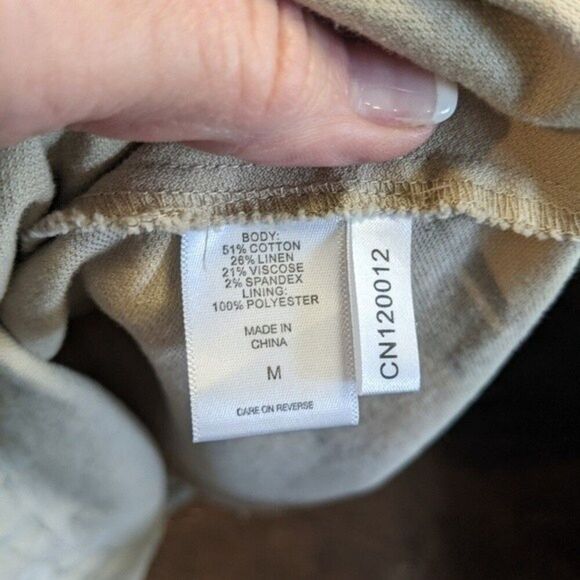 BODY:
51% COTTON
26% LINEN
21% VISCOSE
2% SPANDEX
LINING:
100% POLYESTER
MADE IN
CHINA
M
CARE ON REVERSE
CN120012